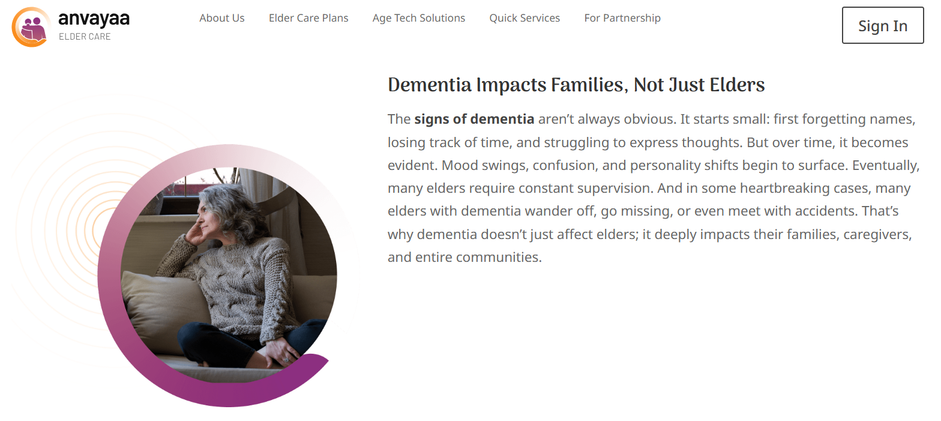 anvayaa
ELDER CARE
About Us
Elder Care Plans
Age Tech Solutions
Quick Services
For Partnership
Sign In
Dementia Impacts Families, Not Just Elders
The signs of dementia aren’t always obvious. It starts small: first forgetting names,
losing track of time, and struggling to express thoughts. But over time, it becomes
evident. Mood swings, confusion, and personality shifts begin to surface. Eventually,
many elders require constant supervision. And in some heartbreaking cases, many
elders with dementia wander off, go missing, or even meet with accidents. That’s
why dementia doesn’t just affect elders; it deeply impacts their families, caregivers,
and entire communities.